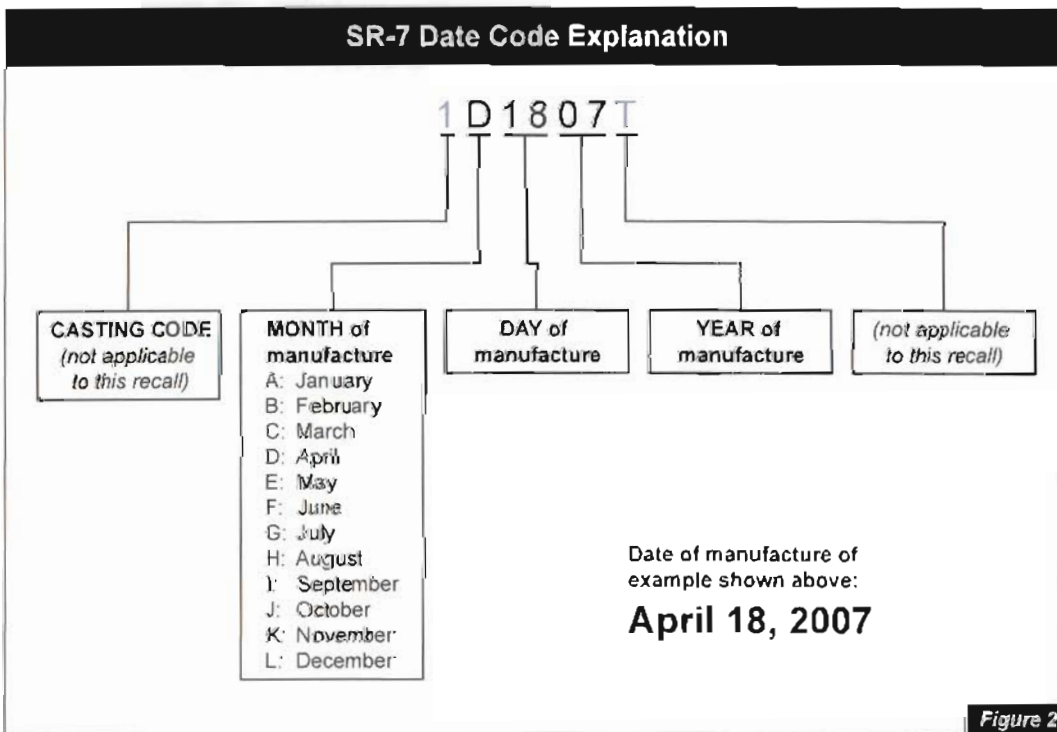 SR-7 Date Code Explanation
1D1807T
CASTING CODE
(not applicable
to this recall)
MONTH of
manufacture
A: January
B: February
C: March
D: April
E: May
F: June
G: July
H: August
I: September
J: October
K: November
L: December
DAY of
manufacture
YEAR of
manufacture
(not applicable
to this recall)
Date of manufacture of
example shown above:
April 18, 2007
Figure 2